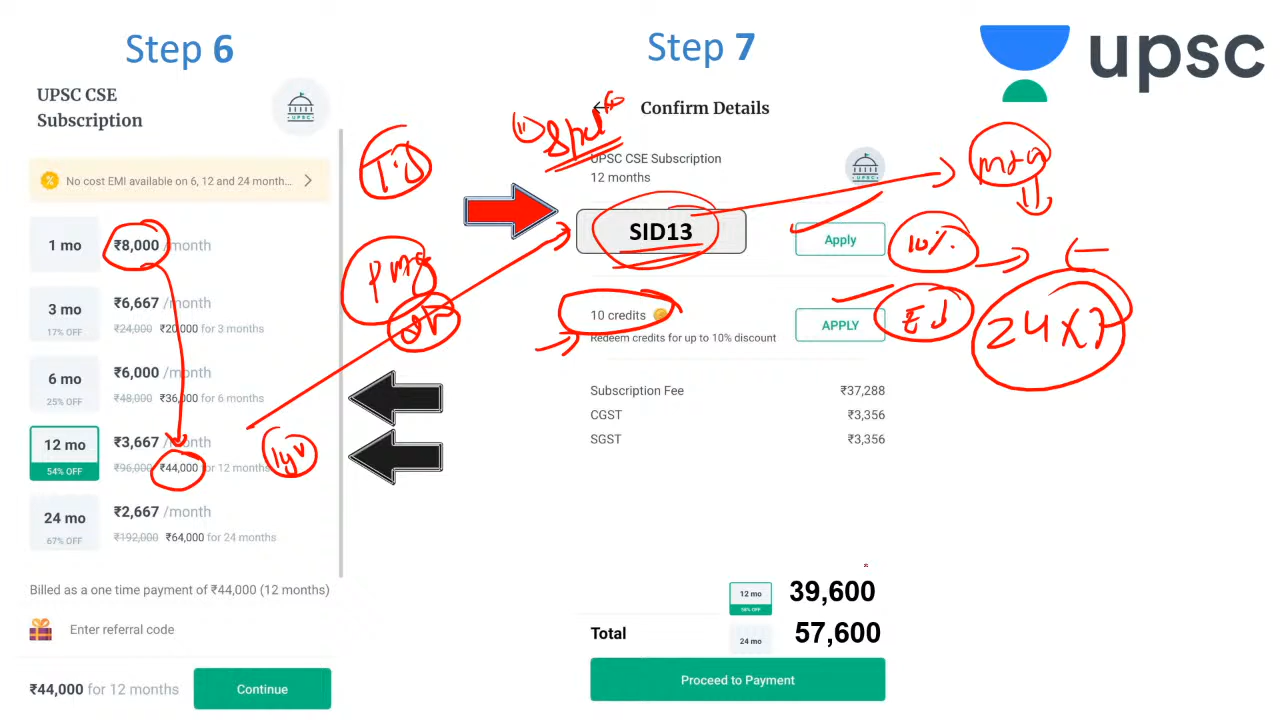 Step 6
UPSC CSE
Subscription
UPSC
No cost EMI available on 6, 12 and 24 month...
1 mo ₹8,000 /month
3 mo ₹6,667 /month
17% OFF ₹24,000 ₹20,000 for 3 months
6 mo ₹6,000 /month
25% OFF ₹48,000 ₹36,000 for 6 months
12 mo ₹3,667 /month
54% OFF ₹96,000 ₹44,000 for 12 months
1yr
24 mo ₹2,667 /month
67% OFF ₹192,000 ₹64,000 for 24 months
Billed as a one time payment of ₹44,000 (12 months)
Enter referral code
₹44,000 for 12 months Continue
Step 7
Confirm Details
UPSC CSE Subscription
12 months
UPSC
SID13 Apply 10%
10 credits APPLY
Redeem credits for up to 10% discount
24X7
Subscription Fee ₹37,288
CGST ₹3,356
SGST ₹3,356
12 mo 39,600
Total 24 mo 57,600
Proceed to Payment
upsc